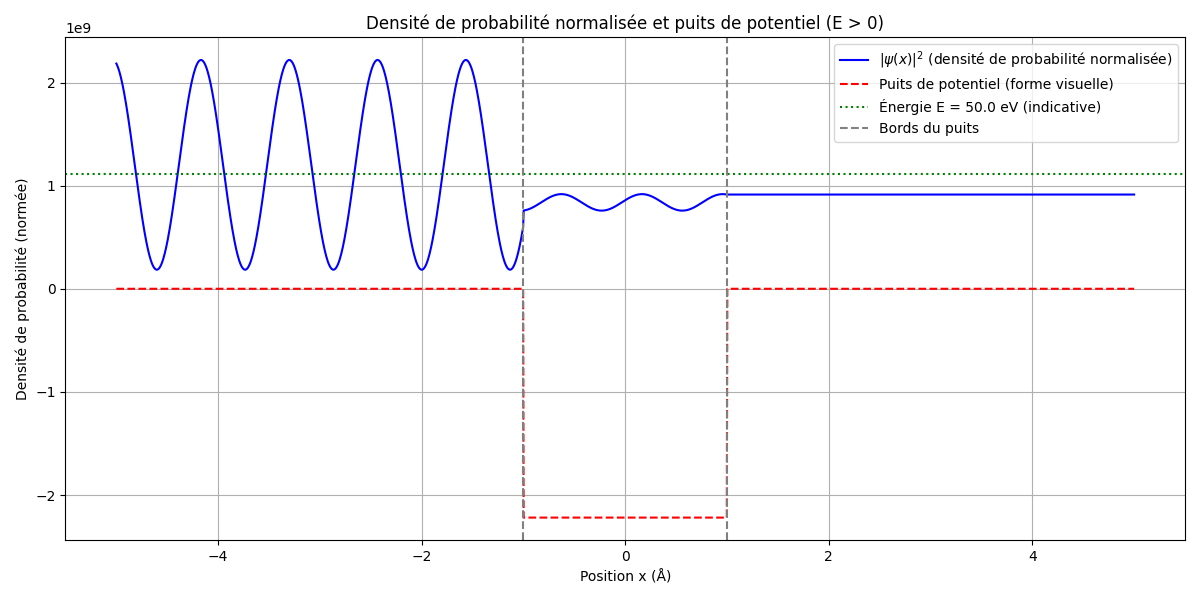 Densité de probabilité normalisée et puits de potentiel (E > 0)
1e9
|ψ(x)|² (densité de probabilité normalisée)
Puits de potentiel (forme visuelle)
Énergie E = 50.0 eV (indicative)
Bords du puits
Densité de probabilité (normée)
2
1
0
−1
−2
−4
−2
0
2
4
Position x (Å)